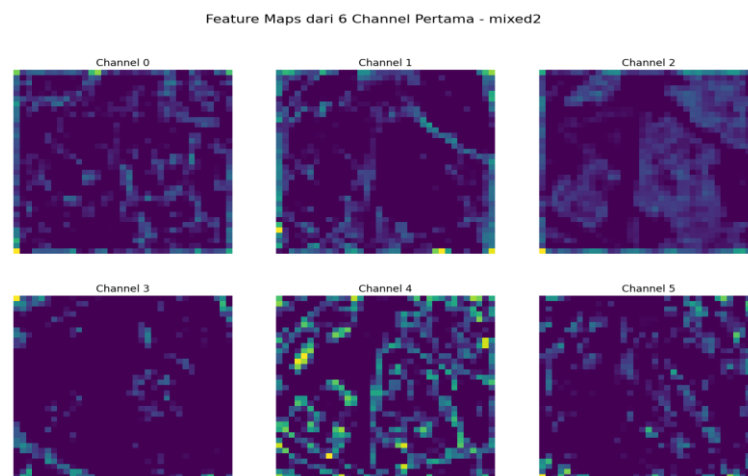 Feature Maps dari 6 Channel Pertama - mixed2
Channel 0
Channel 1
Channel 2
Channel 3
Channel 4
Channel 5